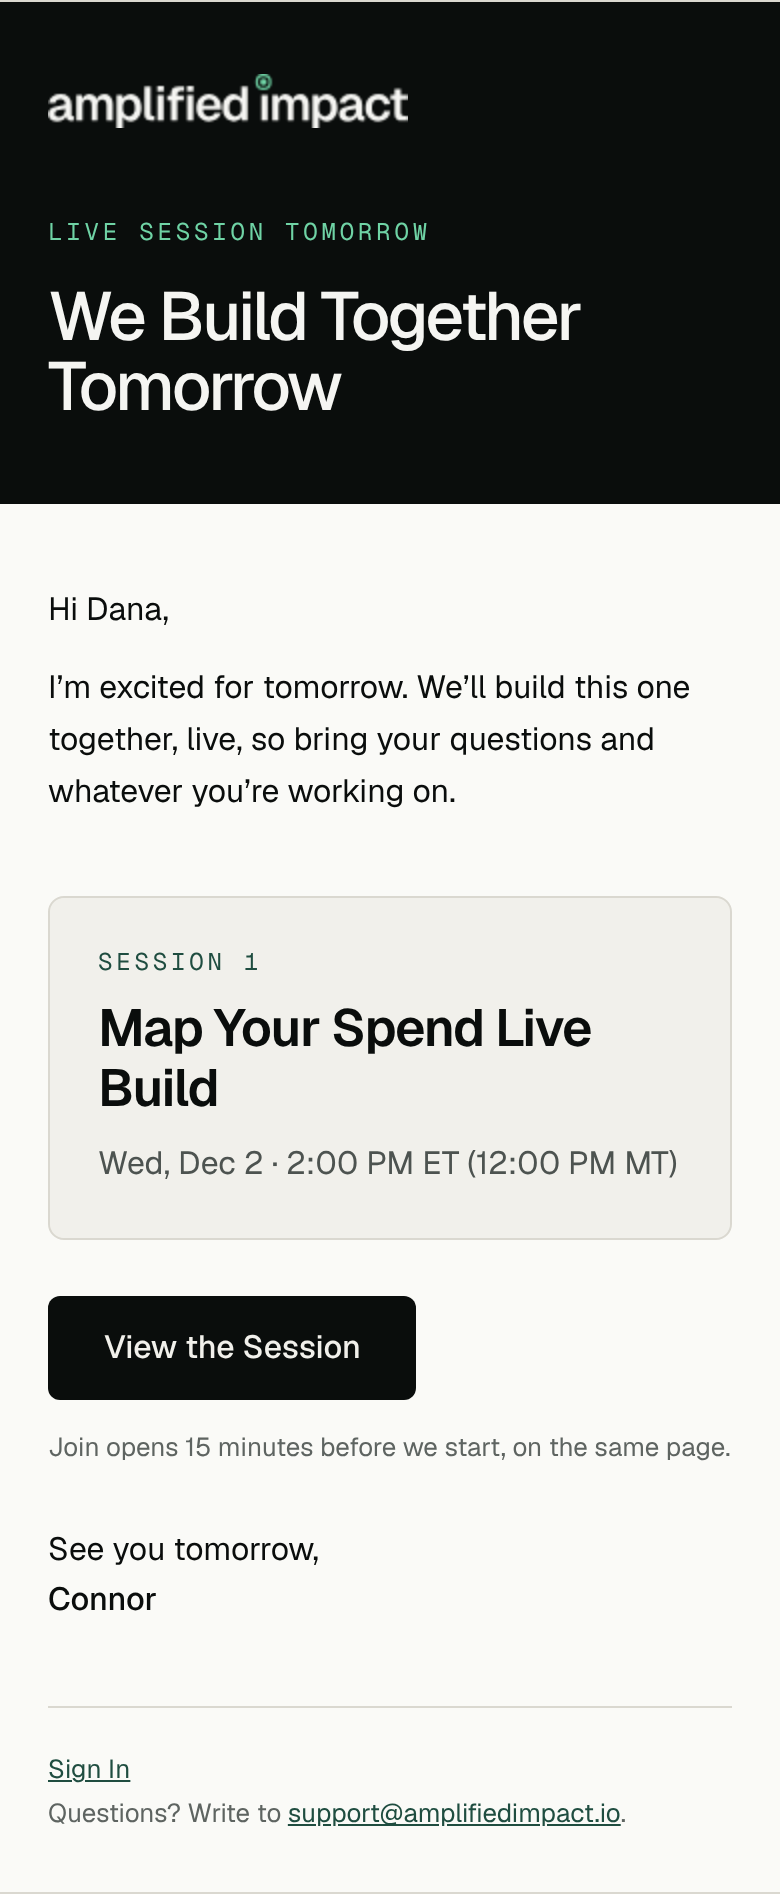 amplified impact
LIVE SESSION TOMORROW
We Build Together
Tomorrow
Hi Dana,
I’m excited for tomorrow. We’ll build this one
together, live, so bring your questions and
whatever you’re working on.
SESSION 1
Map Your Spend Live
Build
Wed, Dec 2 · 2:00 PM ET (12:00 PM MT)
View the Session
Join opens 15 minutes before we start, on the same page.
See you tomorrow,
Connor
Sign In
Questions? Write to support@amplifiedimpact.io.